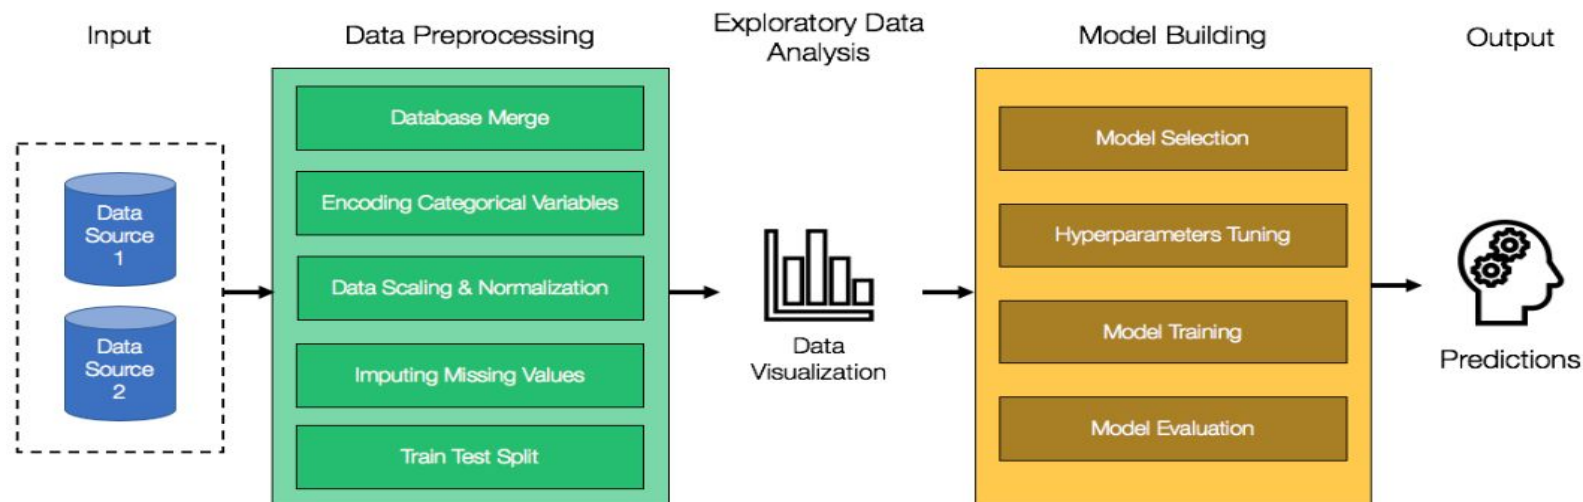 Input
Data Preprocessing
Exploratory Data
Analysis
Model Building
Output
Data
Source
1
Data
Source
2
Database Merge
Encoding Categorical Variables
Data Scaling & Normalization
Imputing Missing Values
Train Test Split
Data
Visualization
Model Selection
Hyperparameters Tuning
Model Training
Model Evaluation
Predictions